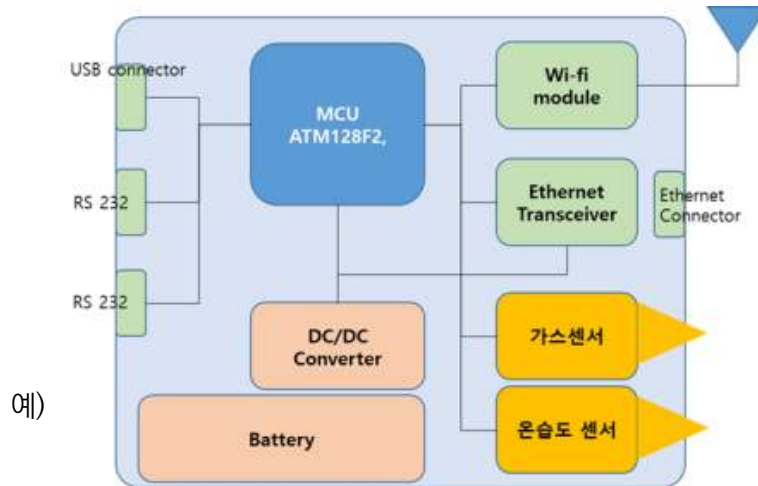 USB connector
MCU
ATM128F2,
Wi-fi
module
RS 232
Ethernet
Transceiver
Ethernet
Connector
RS 232
DC/DC
Converter
가스센서
예)
Battery
온습도 센서